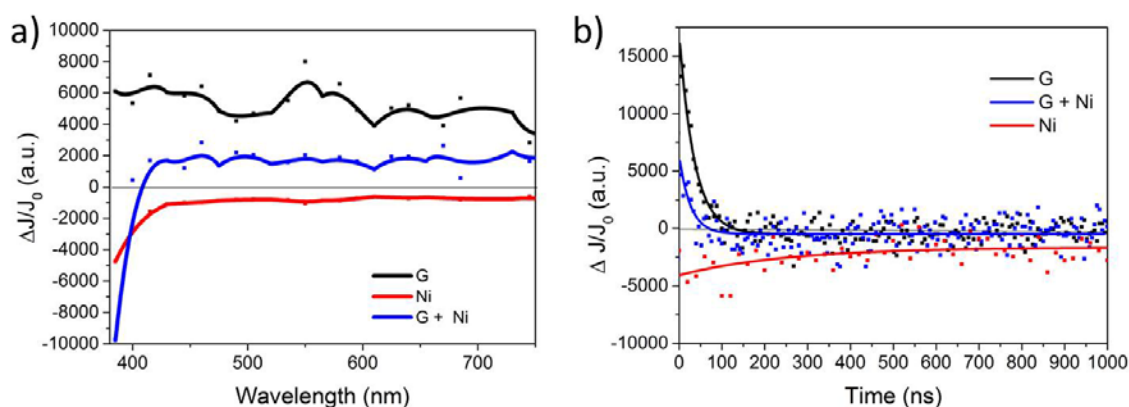 a)
ΔJ/J₀ (a.u.)
10000
8000
6000
4000
2000
0
-2000
-4000
-6000
-8000
-10000
400
500
600
700
Wavelength (nm)
G
Ni
G + Ni
b)
Δ J/J₀ (a.u.)
15000
10000
5000
0
-5000
-10000
0
100
200
300
400
500
600
700
800
900
1000
Time (ns)
G
G + Ni
Ni